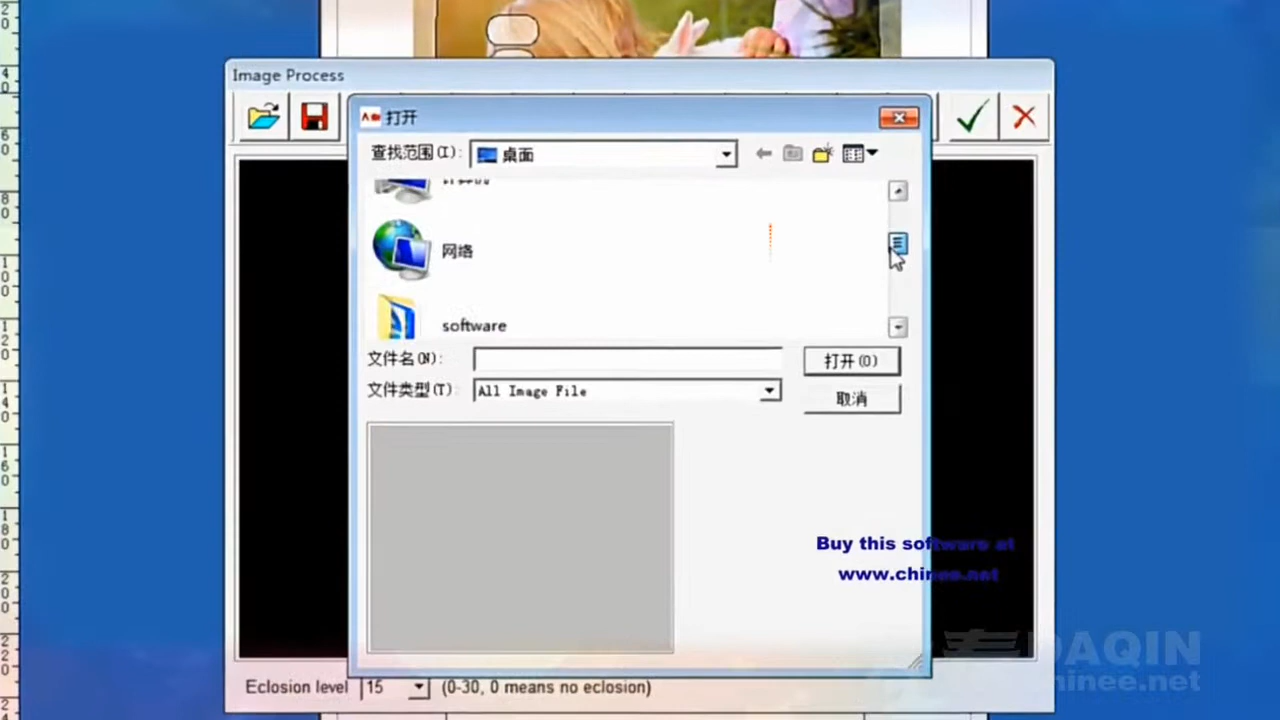 Image Process
打开
查找范围(I):
桌面
网络
software
文件名(N):
打开(O)
文件类型(T):
All Image File
取消
Buy this software at
www.chinee.net
秦 DAQIN
chinee.net
Eclosion level 15 (0-30, 0 means no eclosion)